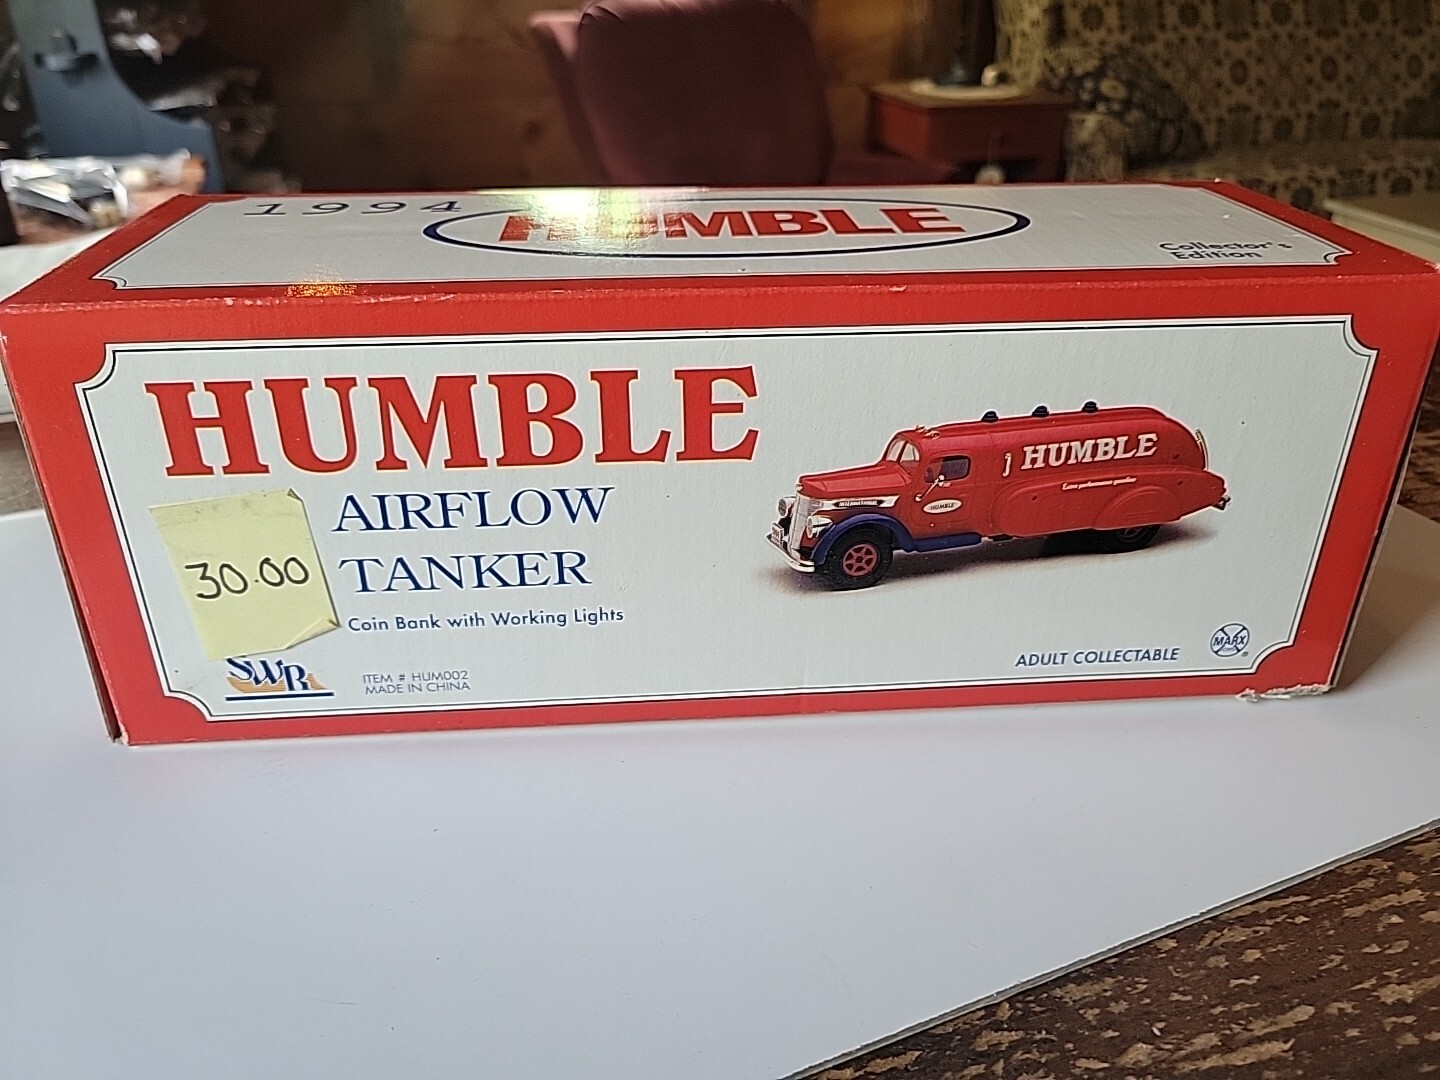 1994
HUMBLE
Collector's
Edition
HUMBLE
AIRFLOW
TANKER
Coin Bank with Working Lights
30.00
SWR
ITEM # HUM002
MADE IN CHINA
HUMBLE
INTERNATIONAL
HUMBLE
ADULT COLLECTABLE
MARX
®